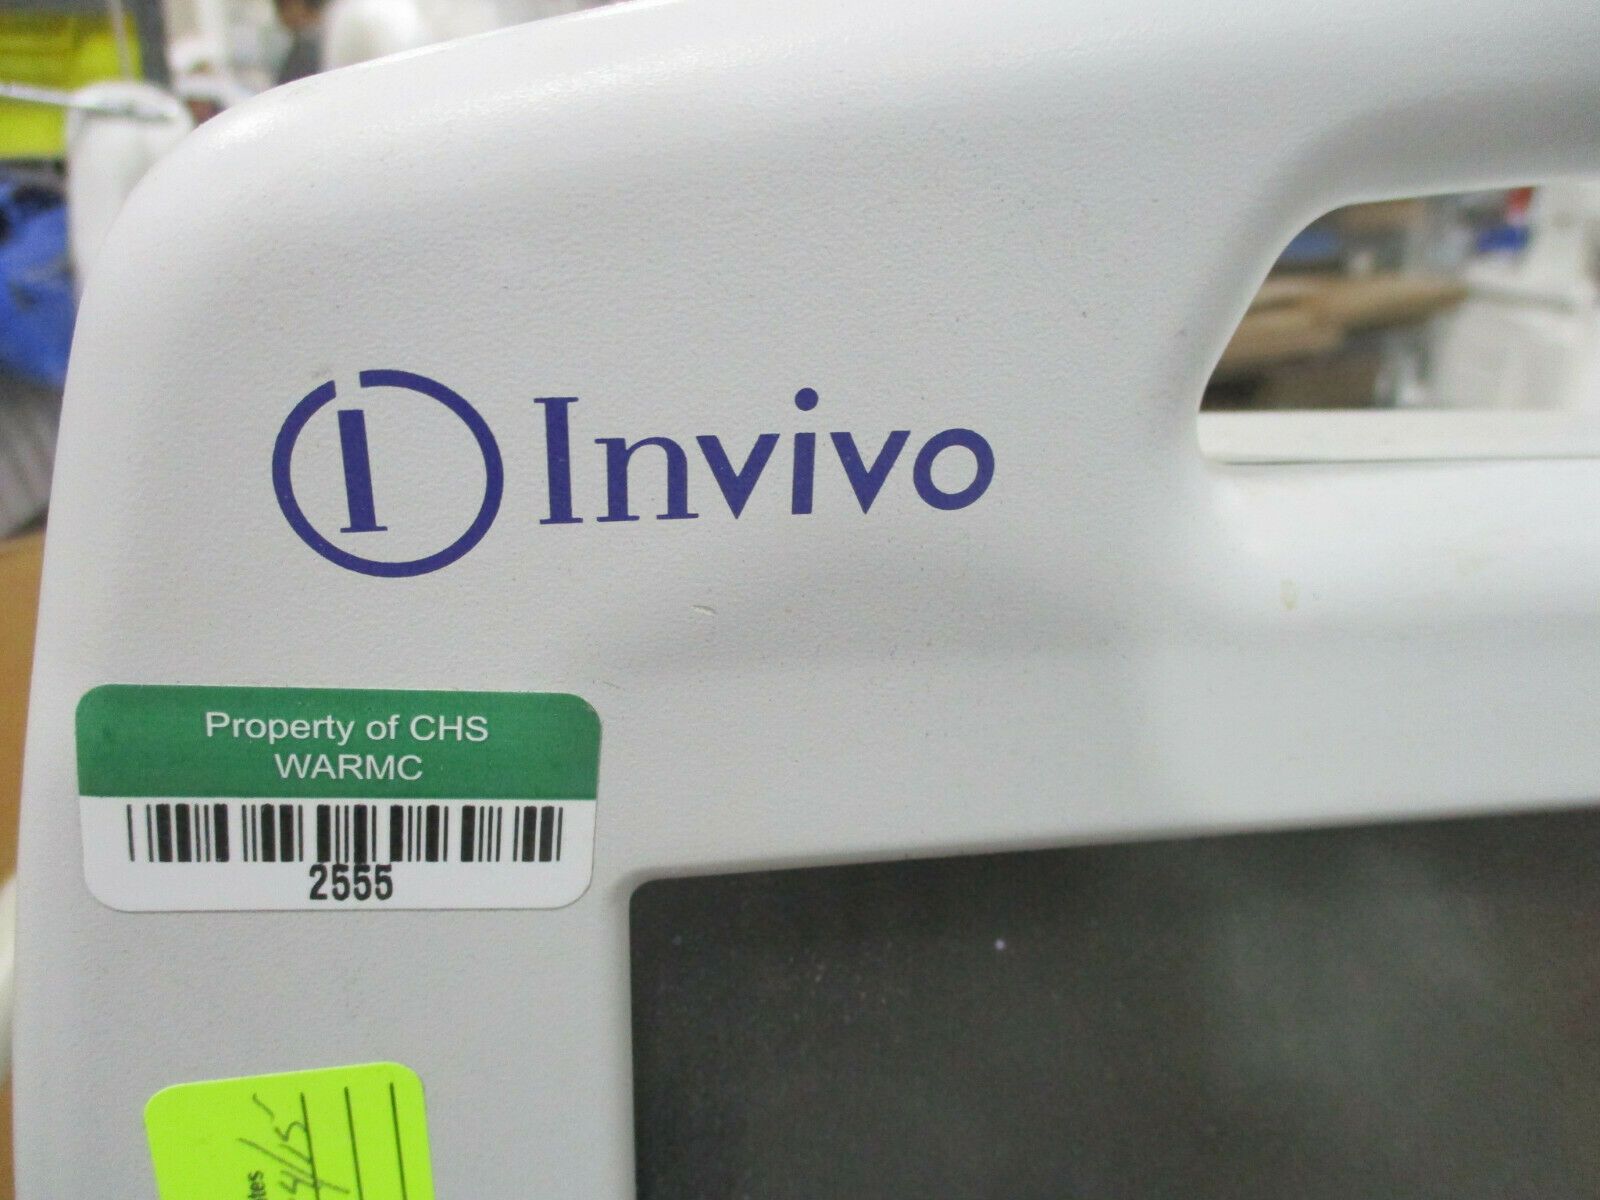 Invivo
Property of CHS
WARMC
2555